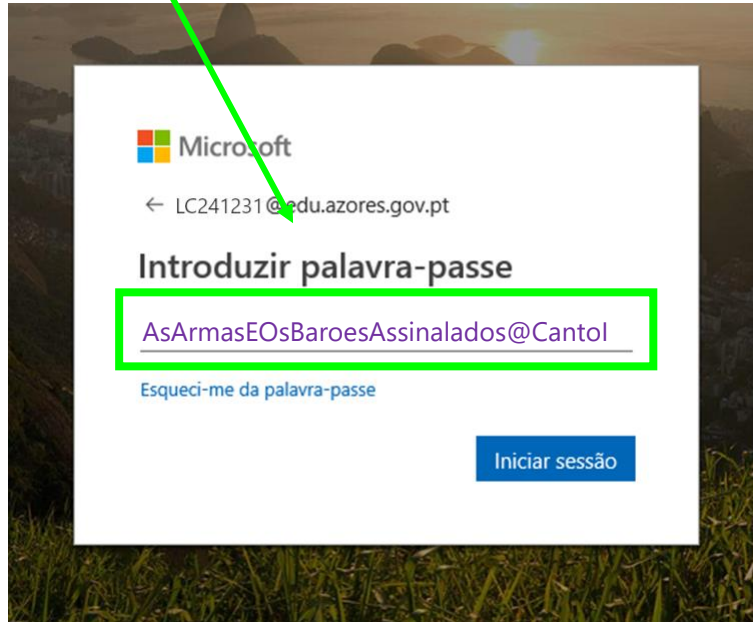 Microsoft
← LC241231@edu.azores.gov.pt
Introduzir palavra-passe
AsArmasEOsBaroesAssinalados@CantoI
Esqueci-me da palavra-passe
Iniciar sessão